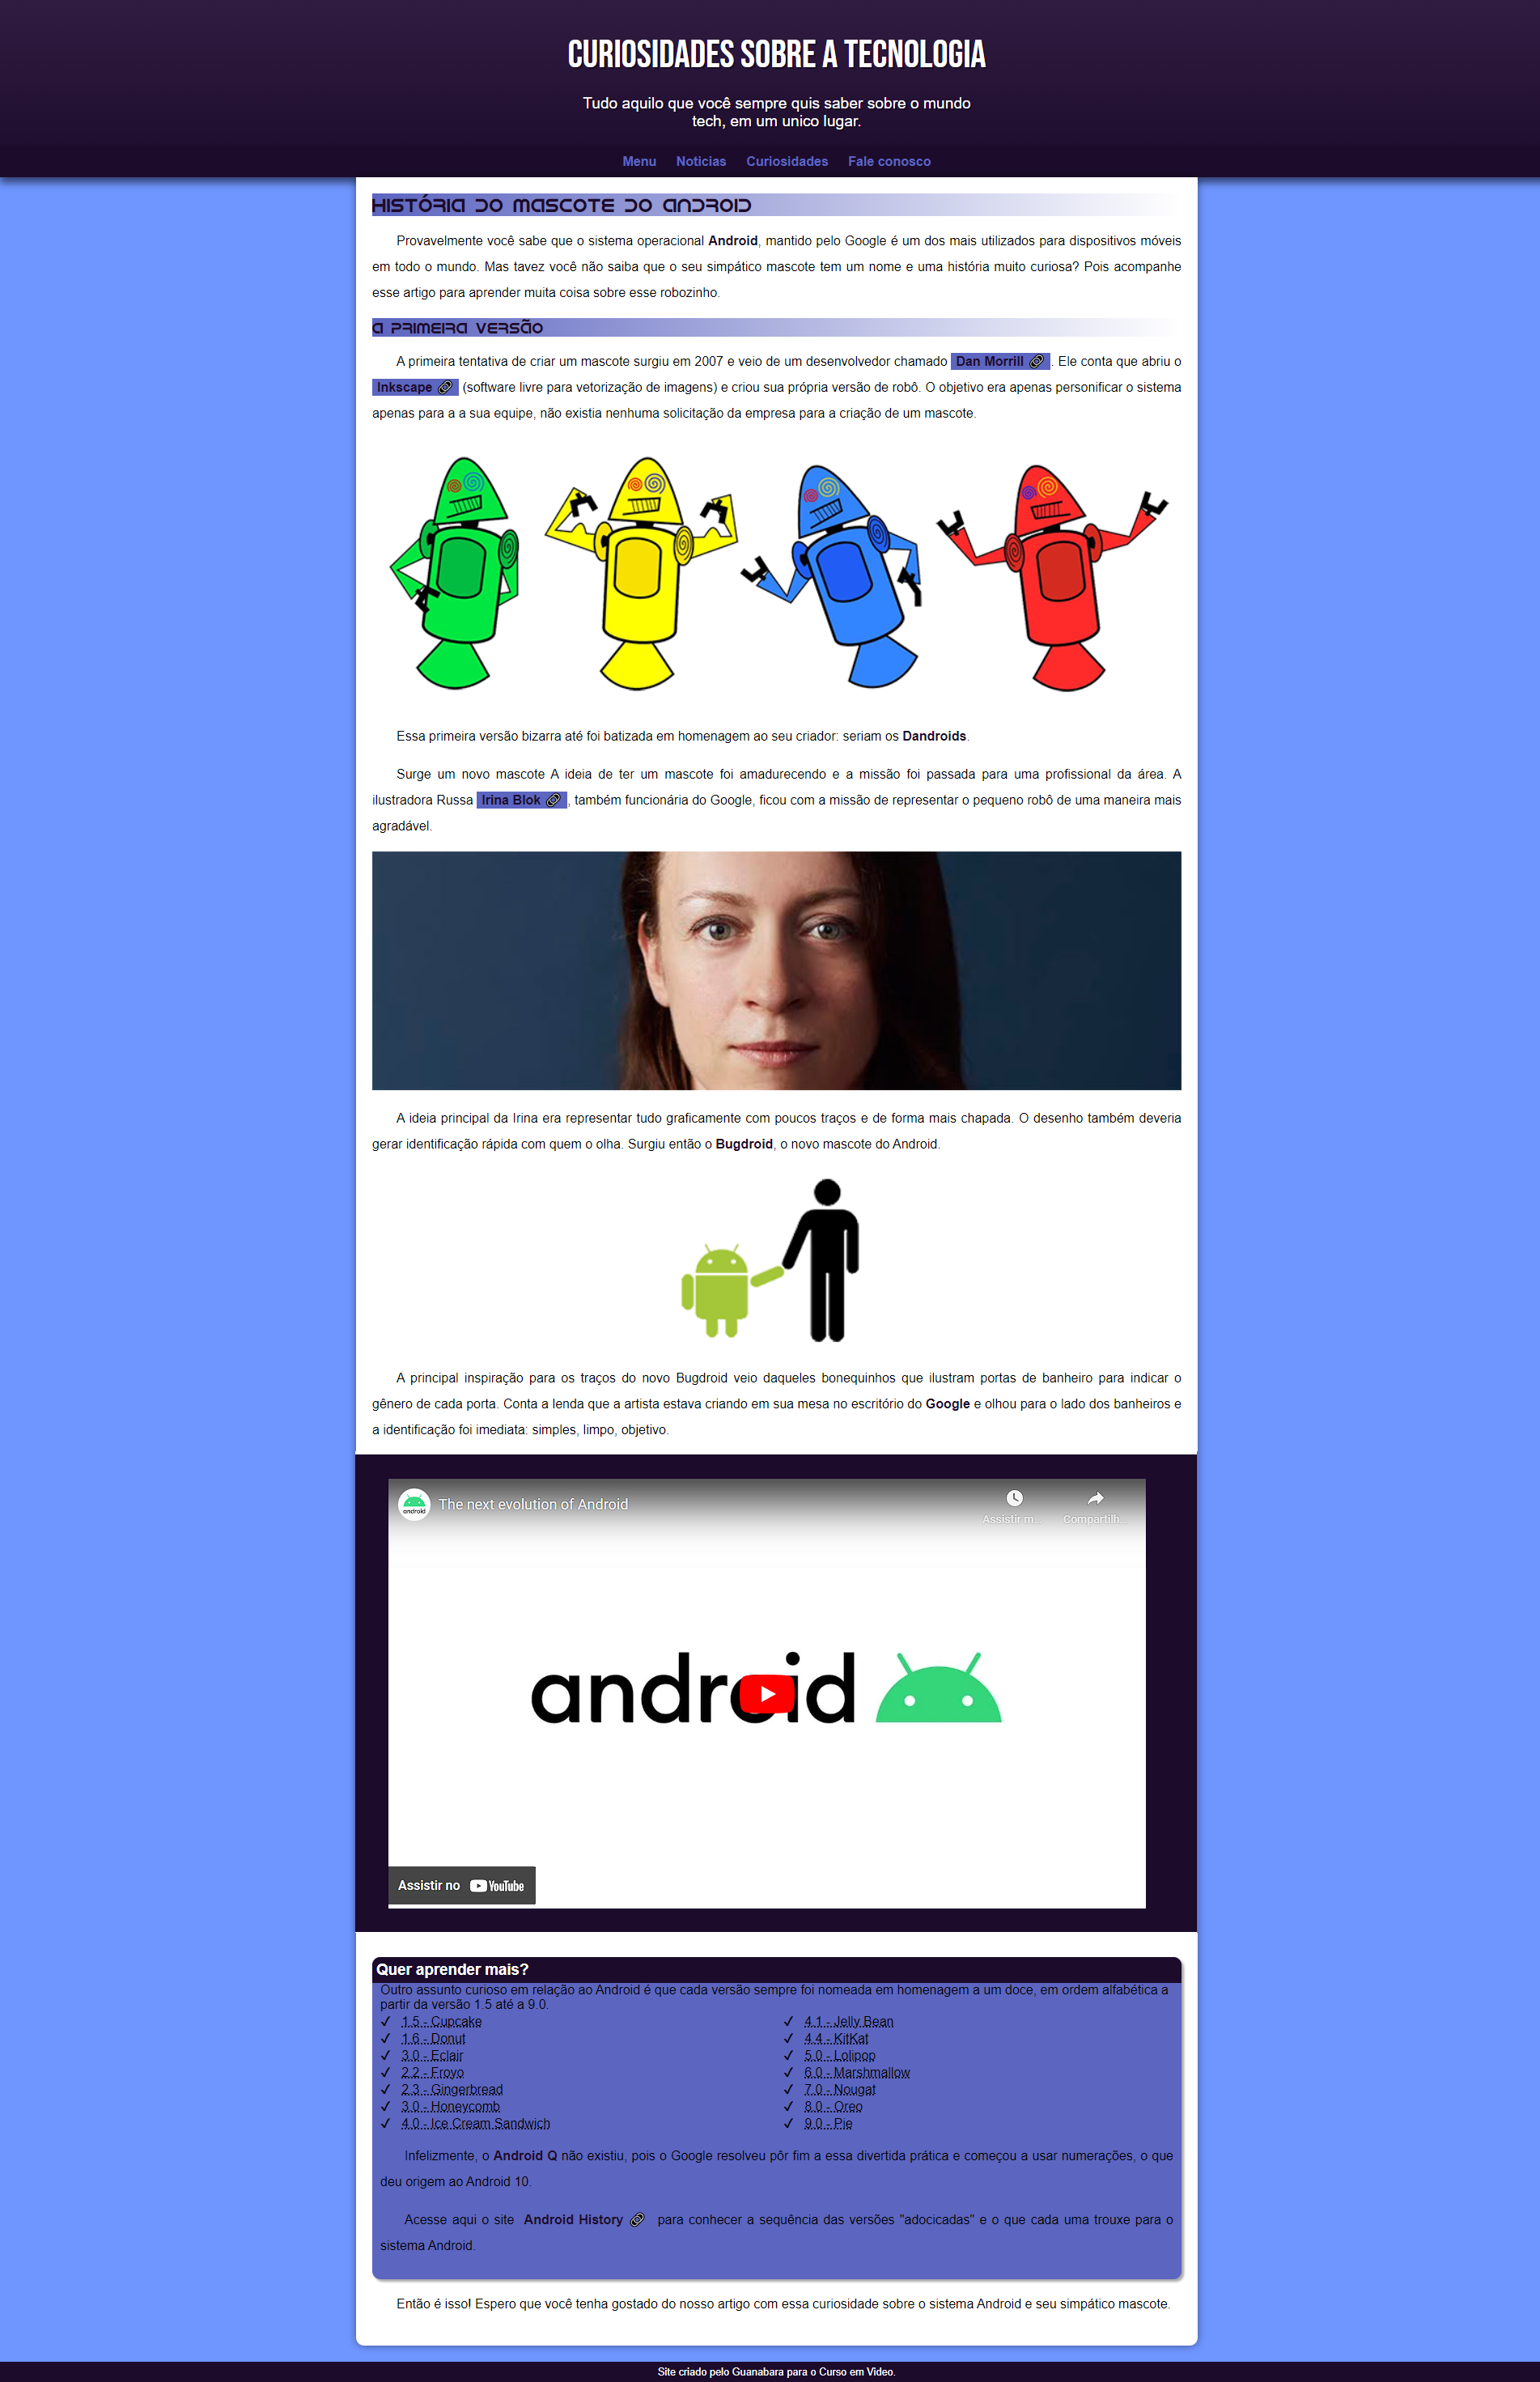 CURIOSIDADES SOBRE A TECNOLOGIA
Tudo aquilo que você sempre quis saber sobre o mundo
tech, em um unico lugar.
Menu Noticias Curiosidades Fale conosco
HISTÓRIA DO MASCOTE DO ANDROID
Provavelmente você sabe que o sistema operacional Android, mantido pelo Google é um dos mais utilizados para dispositivos móveis
em todo o mundo. Mas tavez você não saiba que o seu simpático mascote tem um nome e uma história muito curiosa? Pois acompanhe
esse artigo para aprender muita coisa sobre esse robozinho.
A PRIMEIRA VERSÃO
A primeira tentativa de criar um mascote surgiu em 2007 e veio de um desenvolvedor chamado Dan Morrill. Ele conta que abriu o
Inkscape (software livre para vetorização de imagens) e criou sua própria versão de robô. O objetivo era apenas personificar o sistema
apenas para a a sua equipe, não existia nenhuma solicitação da empresa para a criação de um mascote.
Essa primeira versão bizarra até foi batizada em homenagem ao seu criador: seriam os Dandroids.
Surge um novo mascote A ideia de ter um mascote foi amadurecendo e a missão foi passada para uma profissional da área. A
ilustradora Russa Irina Blok, também funcionária do Google, ficou com a missão de representar o pequeno robô de uma maneira mais
agradável.
A ideia principal da Irina era representar tudo graficamente com poucos traços e de forma mais chapada. O desenho também deveria
gerar identificação rápida com quem o olha. Surgiu então o Bugdroid, o novo mascote do Android.
A principal inspiração para os traços do novo Bugdroid veio daqueles bonequinhos que ilustram portas de banheiro para indicar o
gênero de cada porta. Conta a lenda que a artista estava criando em sua mesa no escritório do Google e olhou para o lado dos banheiros e
a identificação foi imediata: simples, limpo, objetivo.
android
The next evolution of Android
Assistir m...
Compartilh...
android
Assistir no YouTube
Quer aprender mais?
Outro assunto curioso em relação ao Android é que cada versão sempre foi nomeada em homenagem a um doce, em ordem alfabética a
partir da versão 1.5 até a 9.0.
✓ 1.5 - Cupcake
✓ 1.6 - Donut
✓ 3.0 - Eclair
✓ 2.2 - Froyo
✓ 2.3 - Gingerbread
✓ 3.0 - Honeycomb
✓ 4.0 - Ice Cream Sandwich
✓ 4.1 - Jelly Bean
✓ 4.4 - KitKat
✓ 5.0 - Lolipop
✓ 6.0 - Marshmallow
✓ 7.0 - Nougat
✓ 8.0 - Oreo
✓ 9.0 - Pie
Infelizmente, o Android Q não existiu, pois o Google resolveu pôr fim a essa divertida prática e começou a usar numerações, o que
deu origem ao Android 10.
Acesse aqui o site Android History para conhecer a sequência das versões "adocicadas" e o que cada uma trouxe para o
sistema Android.
Então é isso! Espero que você tenha gostado do nosso artigo com essa curiosidade sobre o sistema Android e seu simpático mascote.
Site criado pelo Guanabara para o Curso em Video.